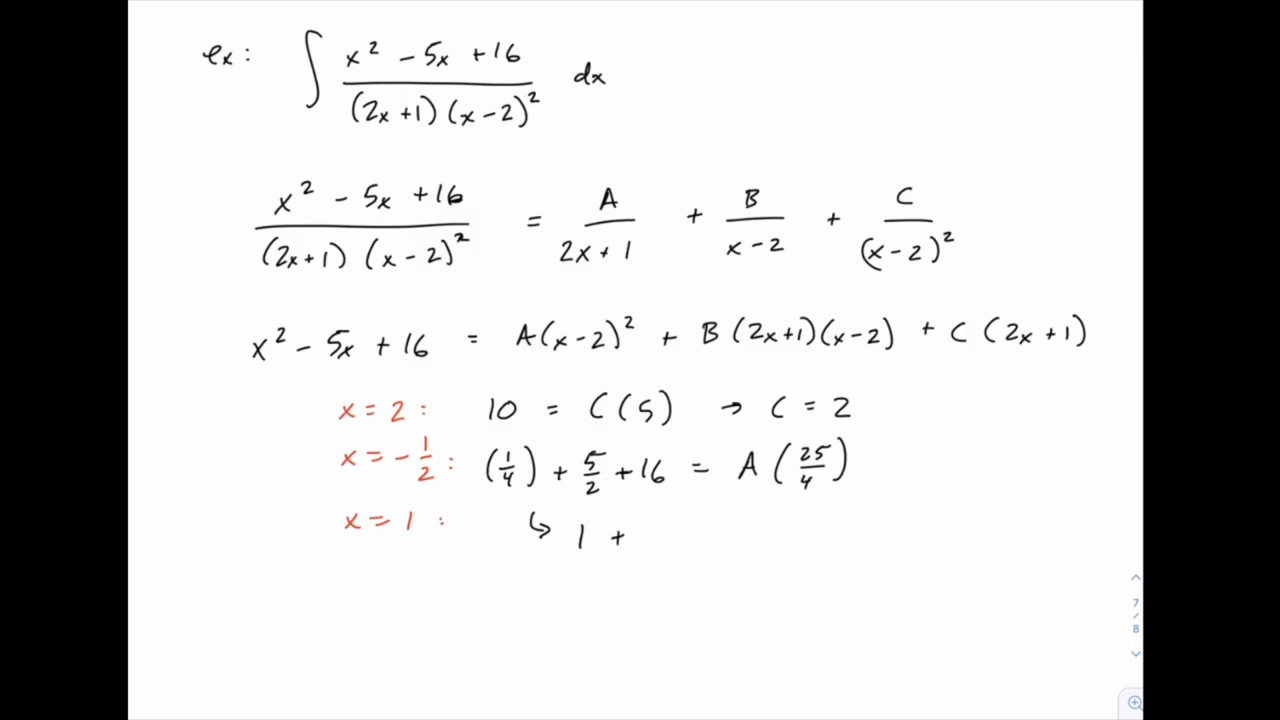 ex: ∫ (x² - 5x + 16) / ((2x+1)(x-2)²) dx
(x² - 5x + 16) / ((2x+1)(x-2)²) = A/(2x+1) + B/(x-2) + C/(x-2)²
x² - 5x + 16 = A(x-2)² + B(2x+1)(x-2) + C(2x+1)
x = 2 : 10 = C(5) → C = 2
x = -1/2 : (1/4) + 5/2 + 16 = A(25/4)
x = 1 : ↳ 1 +
7
/
8